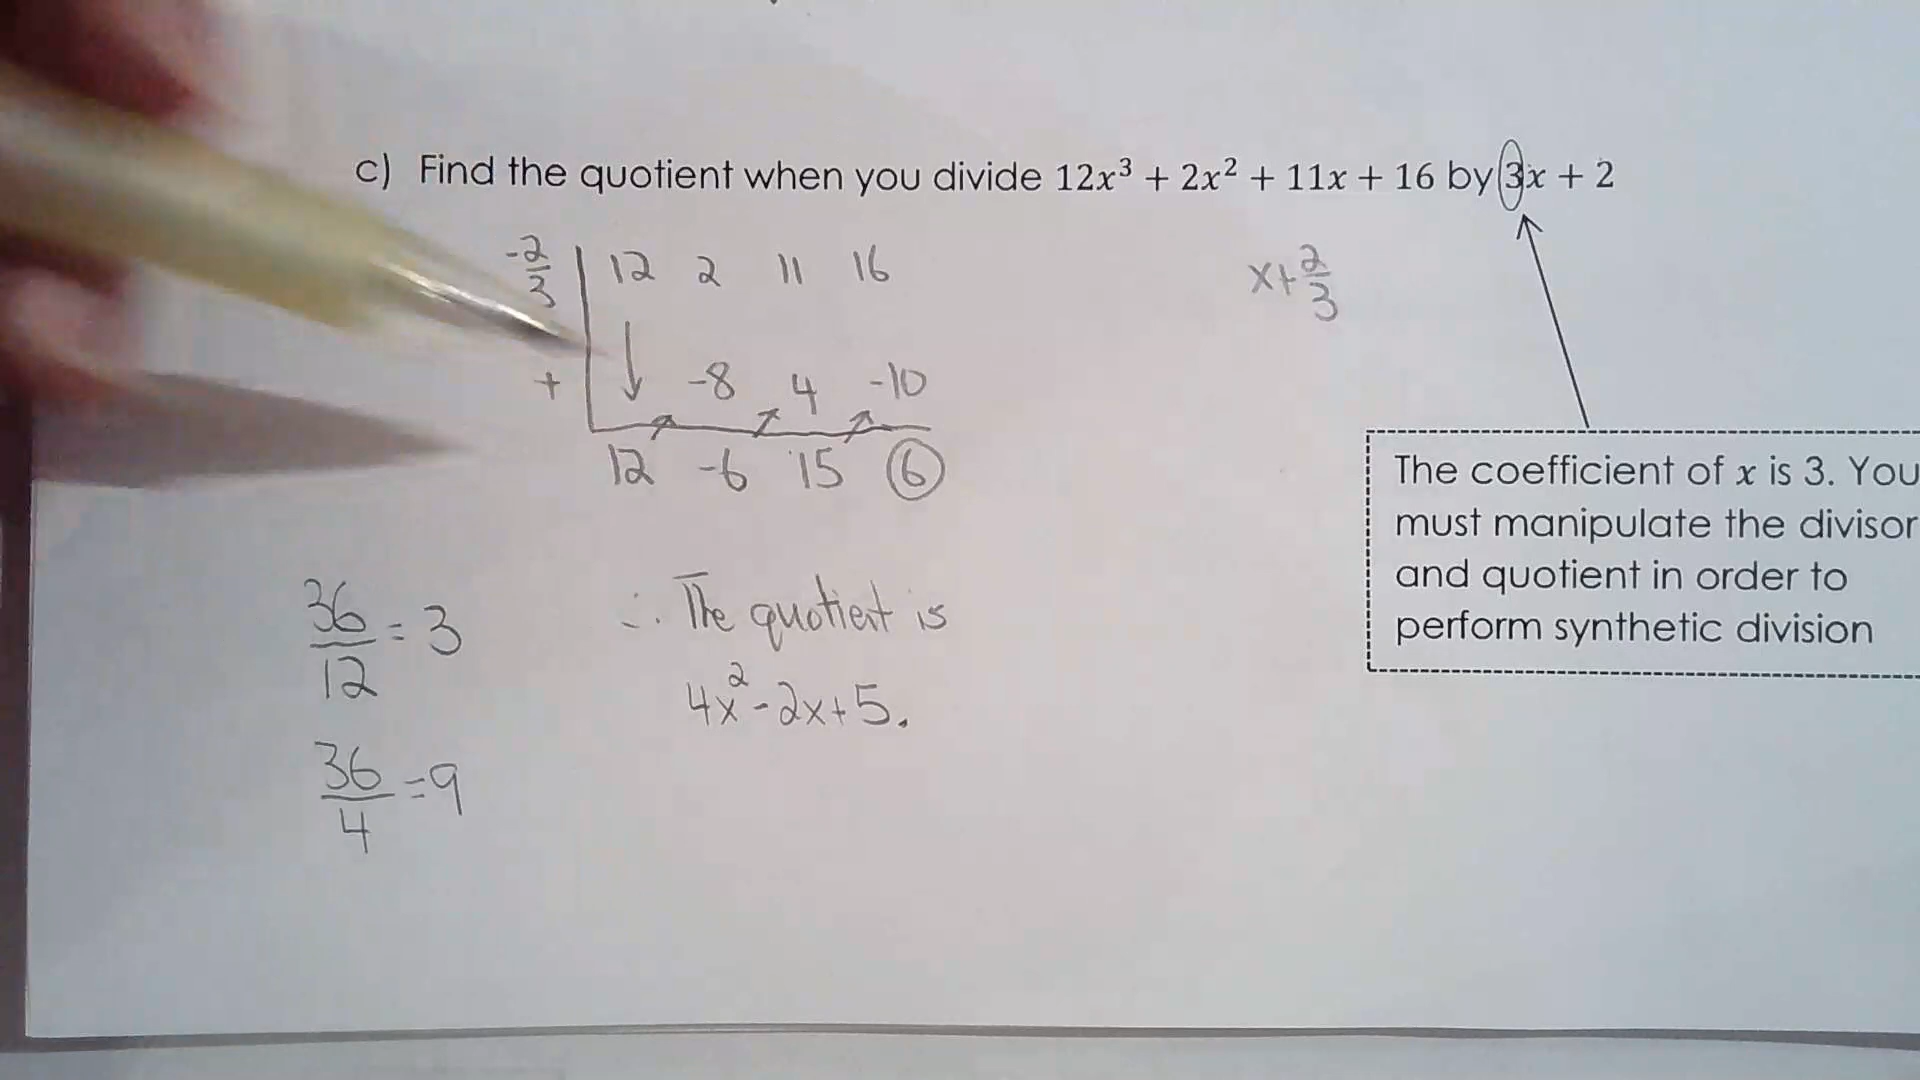 c) Find the quotient when you divide 12x³ + 2x² + 11x + 16 by 3x + 2
-2/3 12 2 11 16
x+2/3
+ -8 4 -10
12 -6 15 6
The coefficient of x is 3. You
must manipulate the divisor
and quotient in order to
perform synthetic division
36/12 = 3
36/4 = 9
∴ The quotient is
4x²-2x+5.